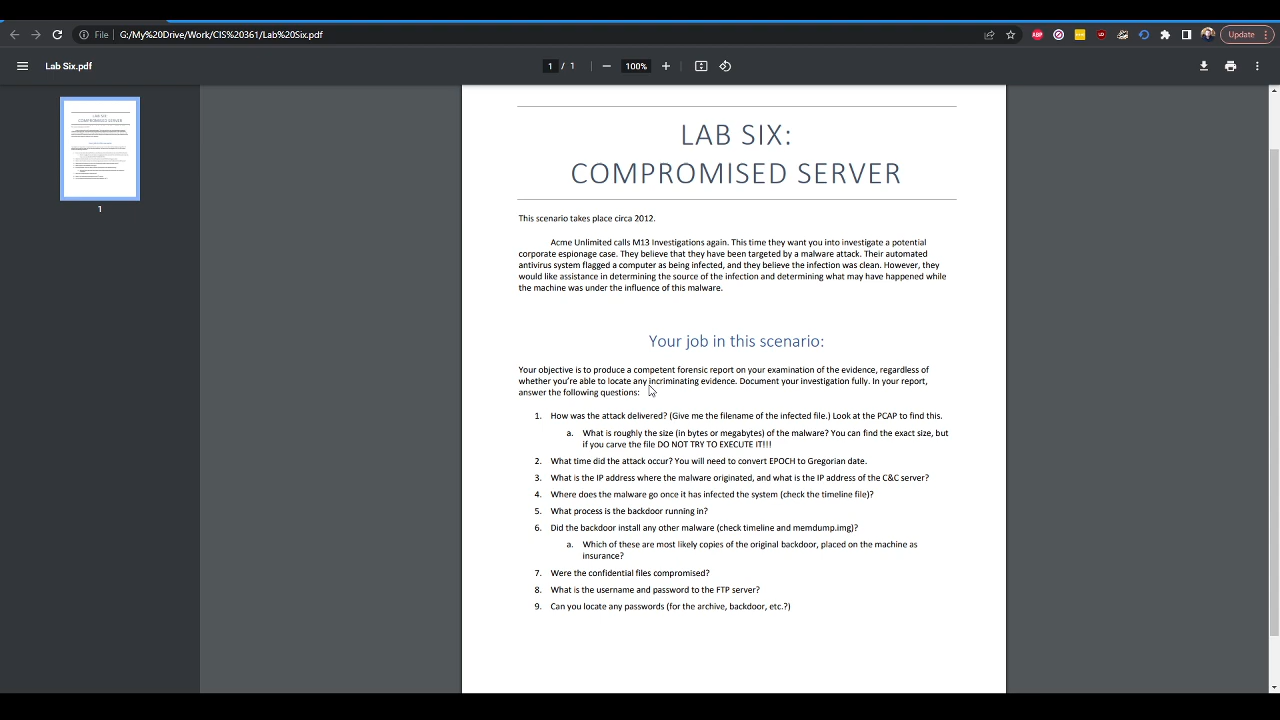 File
G:/My%20Drive/Work/CIS%20361/Lab%20Six.pdf
ABP
Update
Lab Six.pdf
1 / 1
100%
1
LAB SIX:
COMPROMISED SERVER
This scenario takes place circa 2012.
Acme Unlimited calls M13 Investigations again. This time they want you into investigate a potential
corporate espionage case. They believe that they have been targeted by a malware attack. Their automated
antivirus system flagged a computer as being infected, and they believe the infection was clean. However, they
would like assistance in determining the source of the infection and determining what may have happened while
the machine was under the influence of this malware.
Your job in this scenario:
Your objective is to produce a competent forensic report on your examination of the evidence, regardless of
whether you're able to locate any incriminating evidence. Document your investigation fully. In your report,
answer the following questions:
1. How was the attack delivered? (Give me the filename of the infected file.) Look at the PCAP to find this.
a. What is roughly the size (in bytes or megabytes) of the malware? You can find the exact size, but
if you carve the file DO NOT TRY TO EXECUTE IT!!!
2. What time did the attack occur? You will need to convert EPOCH to Gregorian date.
3. What is the IP address where the malware originated, and what is the IP address of the C&C server?
4. Where does the malware go once it has infected the system (check the timeline file)?
5. What process is the backdoor running in?
6. Did the backdoor install any other malware (check timeline and memdump.img)?
a. Which of these are most likely copies of the original backdoor, placed on the machine as
insurance?
7. Were the confidential files compromised?
8. What is the username and password to the FTP server?
9. Can you locate any passwords (for the archive, backdoor, etc.?)